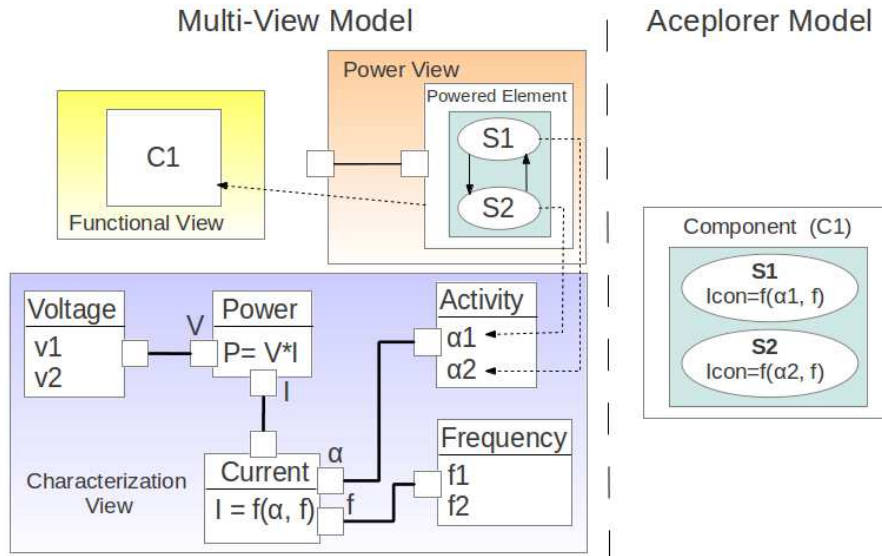 Multi-View Model
Aceplorer Model
Power View
Powered Element
S1
S2
C1
Functional View
Component (C1)
S1
Icon=f(α1, f)
S2
Icon=f(α2, f)
Voltage
v1
v2
V
Power
P= V*I
I
Activity
α1
α2
Current
I = f(α, f)
α
f
Frequency
f1
f2
Characterization
View